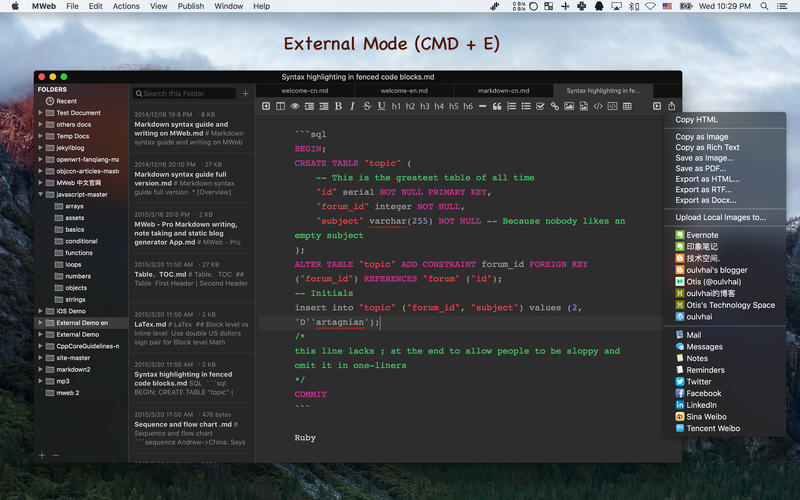 MWeb File Edit Actions View Publish Window Help
0 B/s
0 B/s
Wed 10:29 PM
External Mode (CMD + E)
Syntax highlighting in fenced code blocks.md
FOLDERS
Recent
Test Document
others docs
Temp Docs
jekyllblog
openwrt-fanqiang-ma
objccn-articles-maste
MWeb 中文官网
javascript-master
arrays
assets
basics
conditional
functions
loops
numbers
objects
strings
iOS Demo
External Demo en
External Demo
CppCoreGuidelines-m
site-master
markdown2
mp3
mweb 2
Search this Folder
2014/12/16 19:8 PM · 8 KB
Markdown syntax guide and
writing on MWeb.md # Markdown
syntax guide and writing on MWeb
2014/12/16 20:10 PM · 27 KB
Markdown syntax guide full
version.md # Markdown syntax
guide full version * [Overview]
2015/3/16 20:5 PM · 2 KB
MWeb - Pro Markdown writing,
note taking and static blog
generator App.md # MWeb - Pro
2015/3/20 11:51 AM · 27 KB
Table、TOC.md # Table、TOC ##
Table First Header | Second Header
2015/3/20 11:50 AM · 2 KB
LaTex.md # LaTex ## Block level vs
Inline level Use double US dollors
sign pair for Block level Math
2015/3/20 11:50 AM · 2 KB
Syntax highlighting in fenced
code blocks.md SQL ```sql
BEGIN; CREATE TABLE "topic" (
2015/3/20 11:50 AM · 476 bytes
Sequence and flow chart .md #
Sequence and flow chart
```sequence Andrew->China: Says
2015/3/20 11:50 AM · 2 KB
welcome-cn.md welcome-en.md markdown-cn.md Syntax highlighting in fe...
B I S U h1 h2 h3 h4 h5 h6
```sql
BEGIN;
CREATE TABLE "topic" (
-- This is the greatest table of all time
"id" serial NOT NULL PRIMARY KEY,
"forum_id" integer NOT NULL,
"subject" varchar(255) NOT NULL -- Because nobody likes an
empty subject
);
ALTER TABLE "topic" ADD CONSTRAINT forum_id FOREIGN KEY
("forum_id") REFERENCES "forum" ("id");
-- Initials
insert into "topic" ("forum_id", "subject") values (2,
'D''artagnian');
/*
this line lacks ; at the end to allow people to be sloppy and
omit it in one-liners
*/
COMMIT
```
Ruby
Copy HTML
Copy as Image
Copy as Rich Text
Save as Image...
Save as PDF...
Export as HTML...
Export as RTF...
Export as Docx...
Upload Local Images to...
Evernote
印象笔记
技术空间.
oulvhai's blogger
Otis (@oulvhai)
oulvhai的博客
Otis's Technology Space
oulvhai
Mail
Messages
Notes
Reminders
Twitter
Facebook
LinkedIn
Sina Weibo
Tencent Weibo